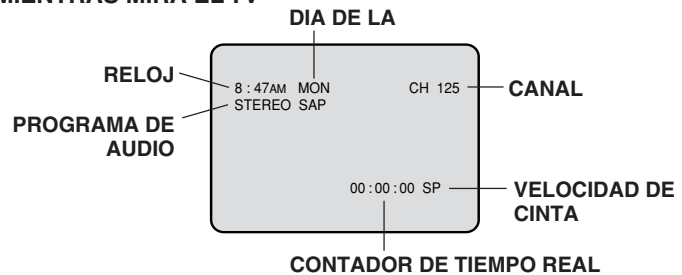 MIENTRAS MIRA EL TV
DIA DE LA
RELOJ
8:47AM MON
CH 125
CANAL
STEREO SAP
PROGRAMA DE
AUDIO
00:00:00 SP
VELOCIDAD DE
CINTA
CONTADOR DE TIEMPO REAL